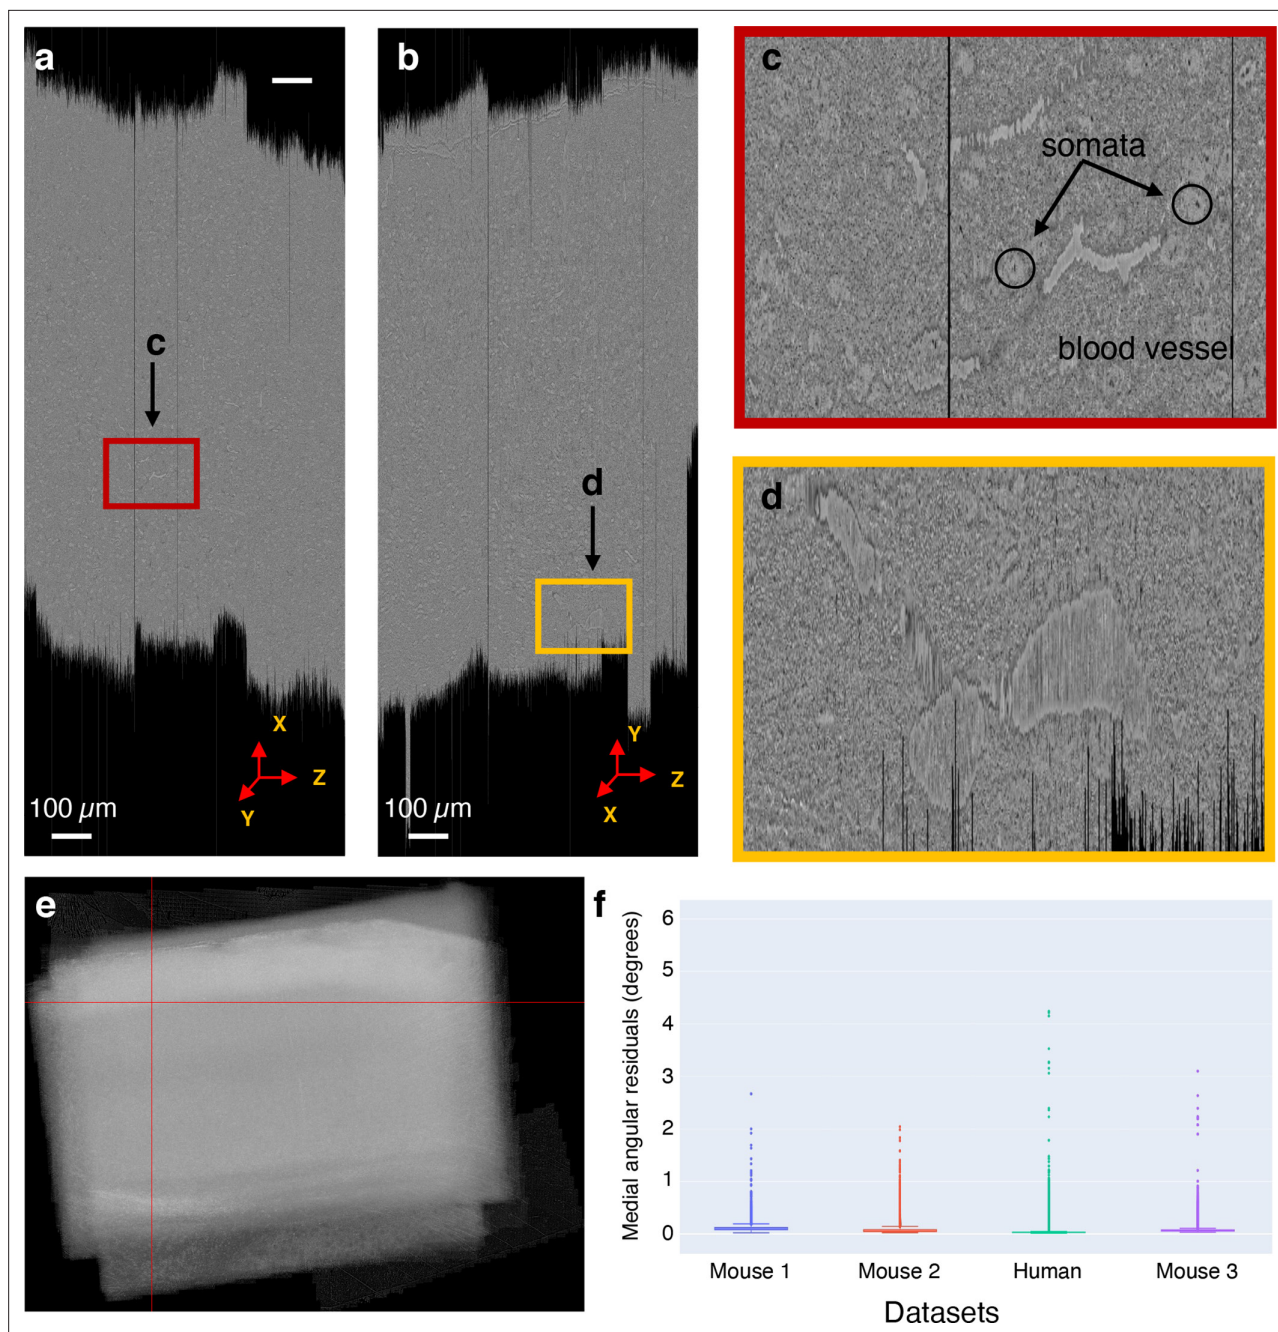 a
c
X
Z
Y
100 µm
b
d
Y
Z
X
100 µm
c
somata
blood vessel
d
e
f
Medial angular residuals (degrees)
6
5
4
3
2
1
0
Mouse 1
Mouse 2
Human
Mouse 3
Datasets